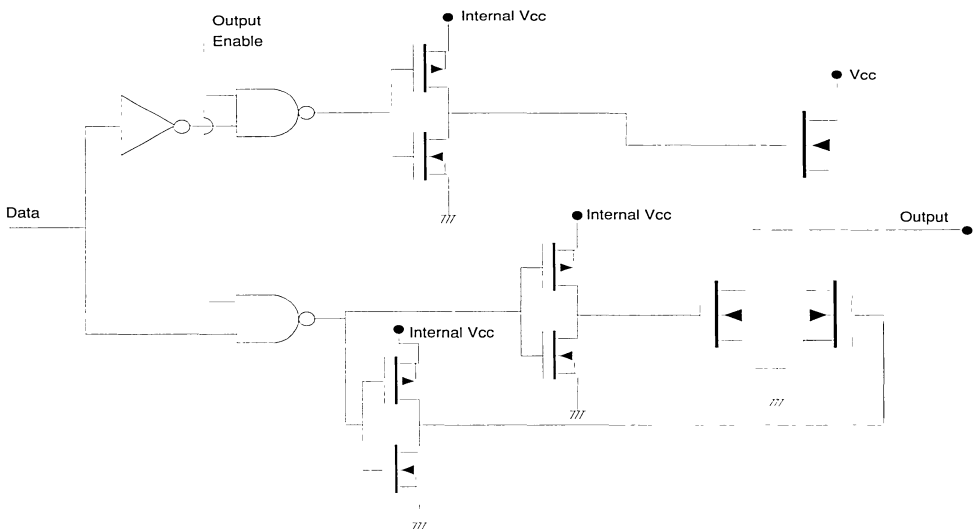 Output
Enable
Internal Vcc
Vcc
Data
Internal Vcc
Output
Internal Vcc